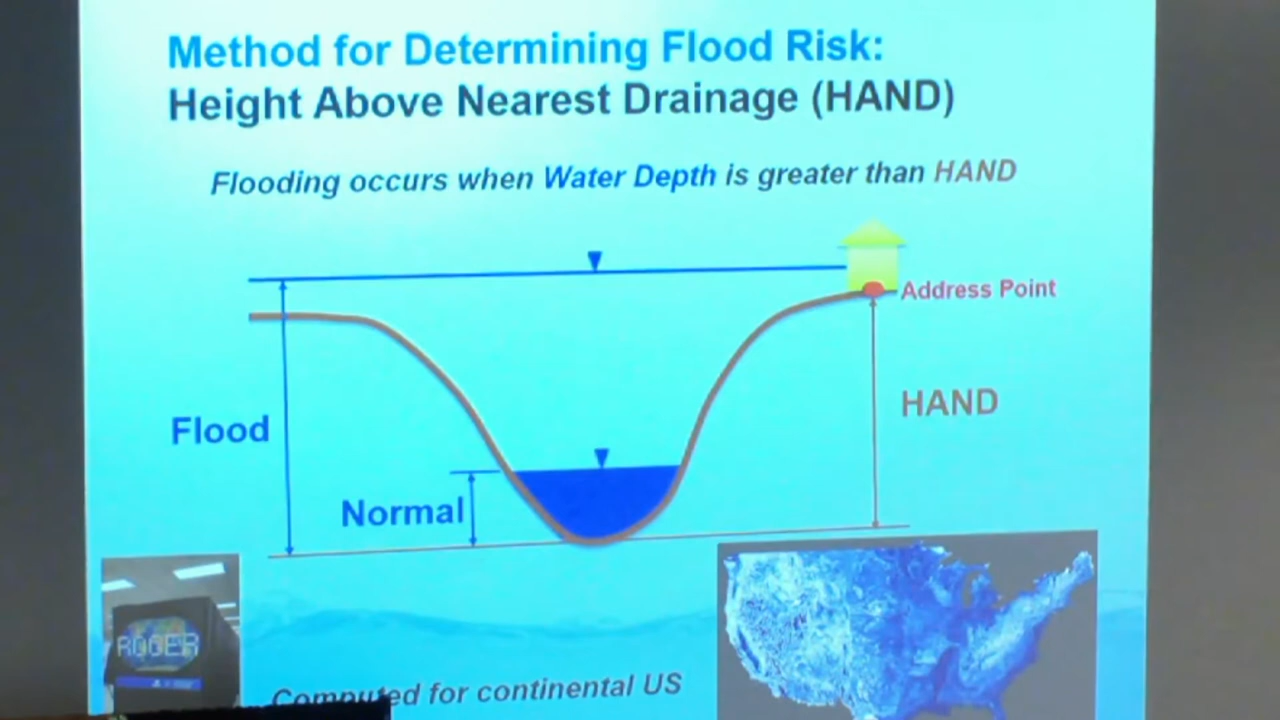 Method for Determining Flood Risk:
Height Above Nearest Drainage (HAND)
Flooding occurs when Water Depth is greater than HAND
Address Point
HAND
Flood
Normal
ROGER
Computed for continental US